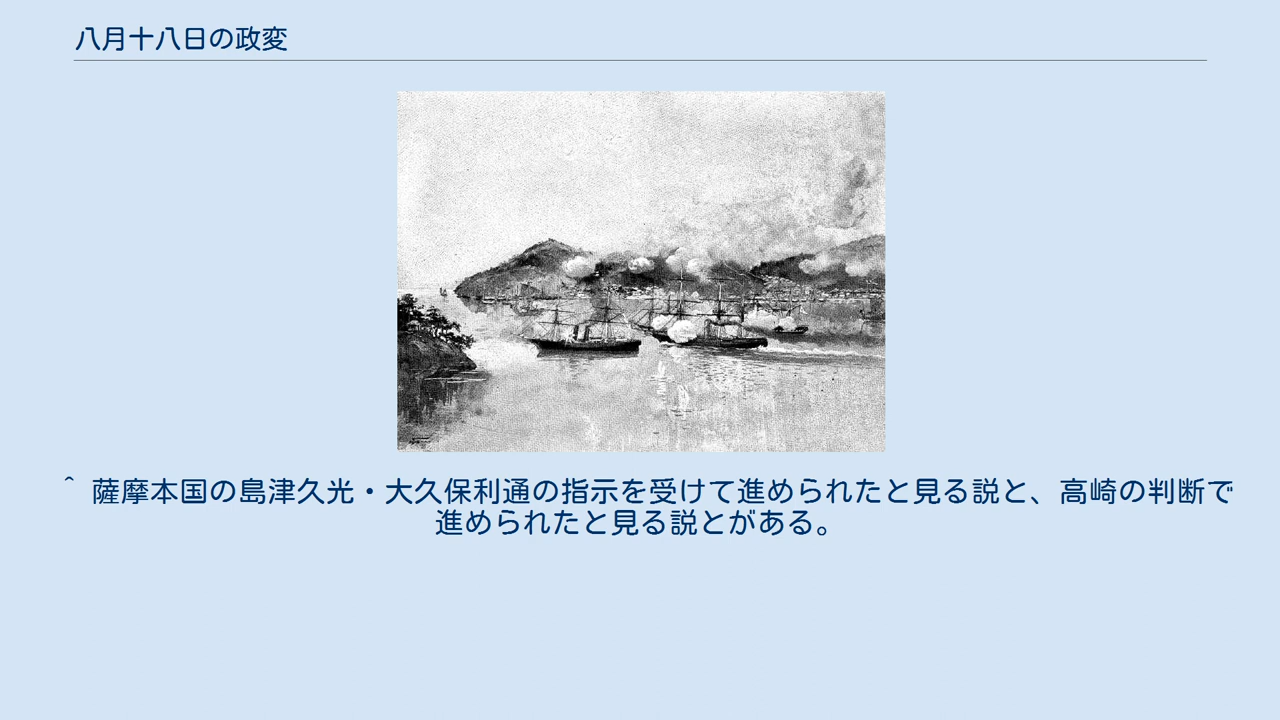 八月十八日の政変
^ 薩摩本国の島津久光・大久保利通の指示を受けて進められたと見る説と、高崎の判断で
進められたと見る説とがある。